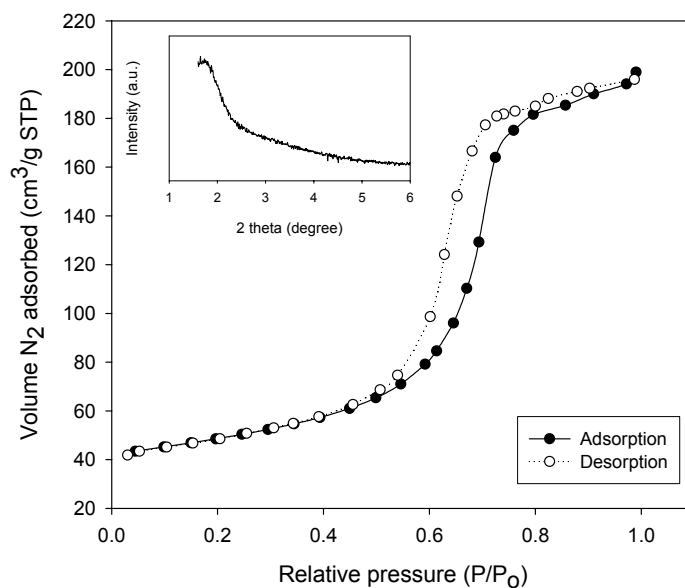 Intensity (a.u.)
1 2 3 4 5 6
2 theta (degree)
Volume N2 adsorbed (cm3/g STP)
220
200
180
160
140
120
100
80
60
40
20
Adsorption
Desorption
0.0 0.2 0.4 0.6 0.8 1.0
Relative pressure (P/Po)